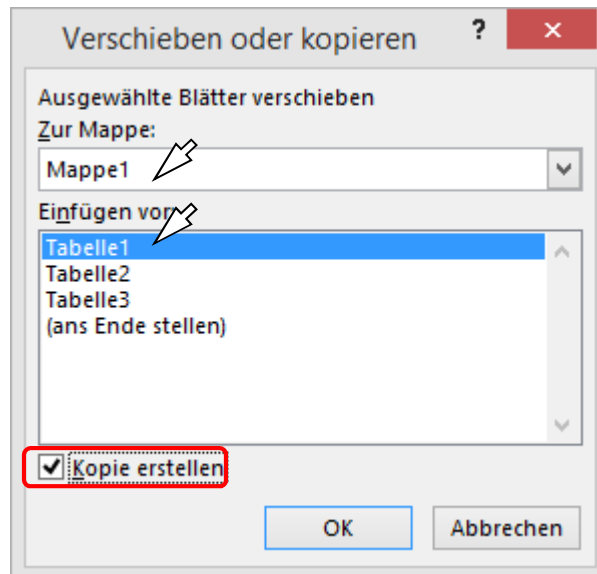 Verschieben oder kopieren ? ×
Ausgewählte Blätter verschieben
Zur Mappe:
Mappe1
Einfügen vor:
Tabelle1
Tabelle2
Tabelle3
(ans Ende stellen)
Kopie erstellen
OK Abbrechen